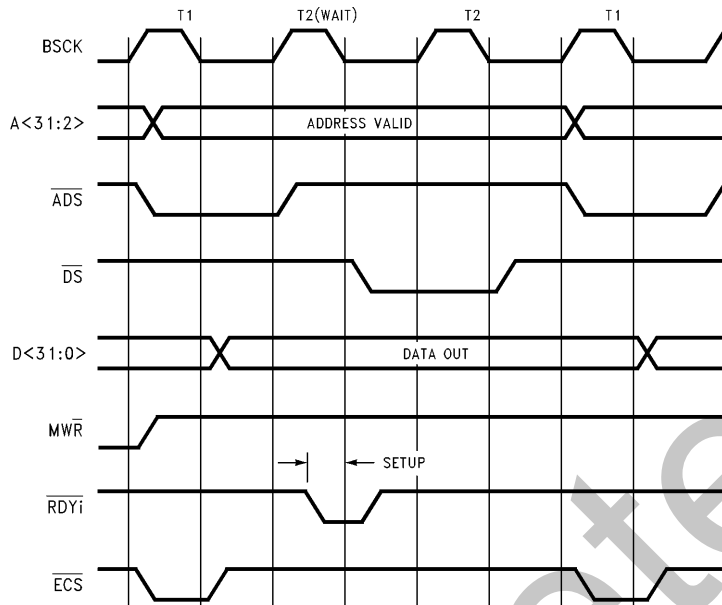 T1 T2(WAIT) T2 T1
BSCK
A<31:2> ADDRESS VALID
ADS
DS
D<31:0> DATA OUT
MWR̅
SETUP
RDYi
ECS